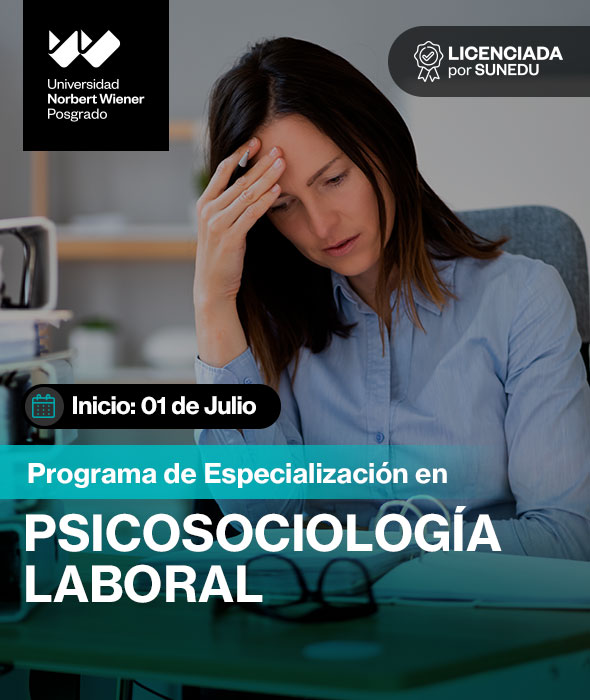 Universidad
Norbert Wiener
Posgrado
LICENCIADA
por SUNEDU
Inicio: 01 de Julio
Programa de Especialización en
PSICOSOCIOLOGÍA
LABORAL